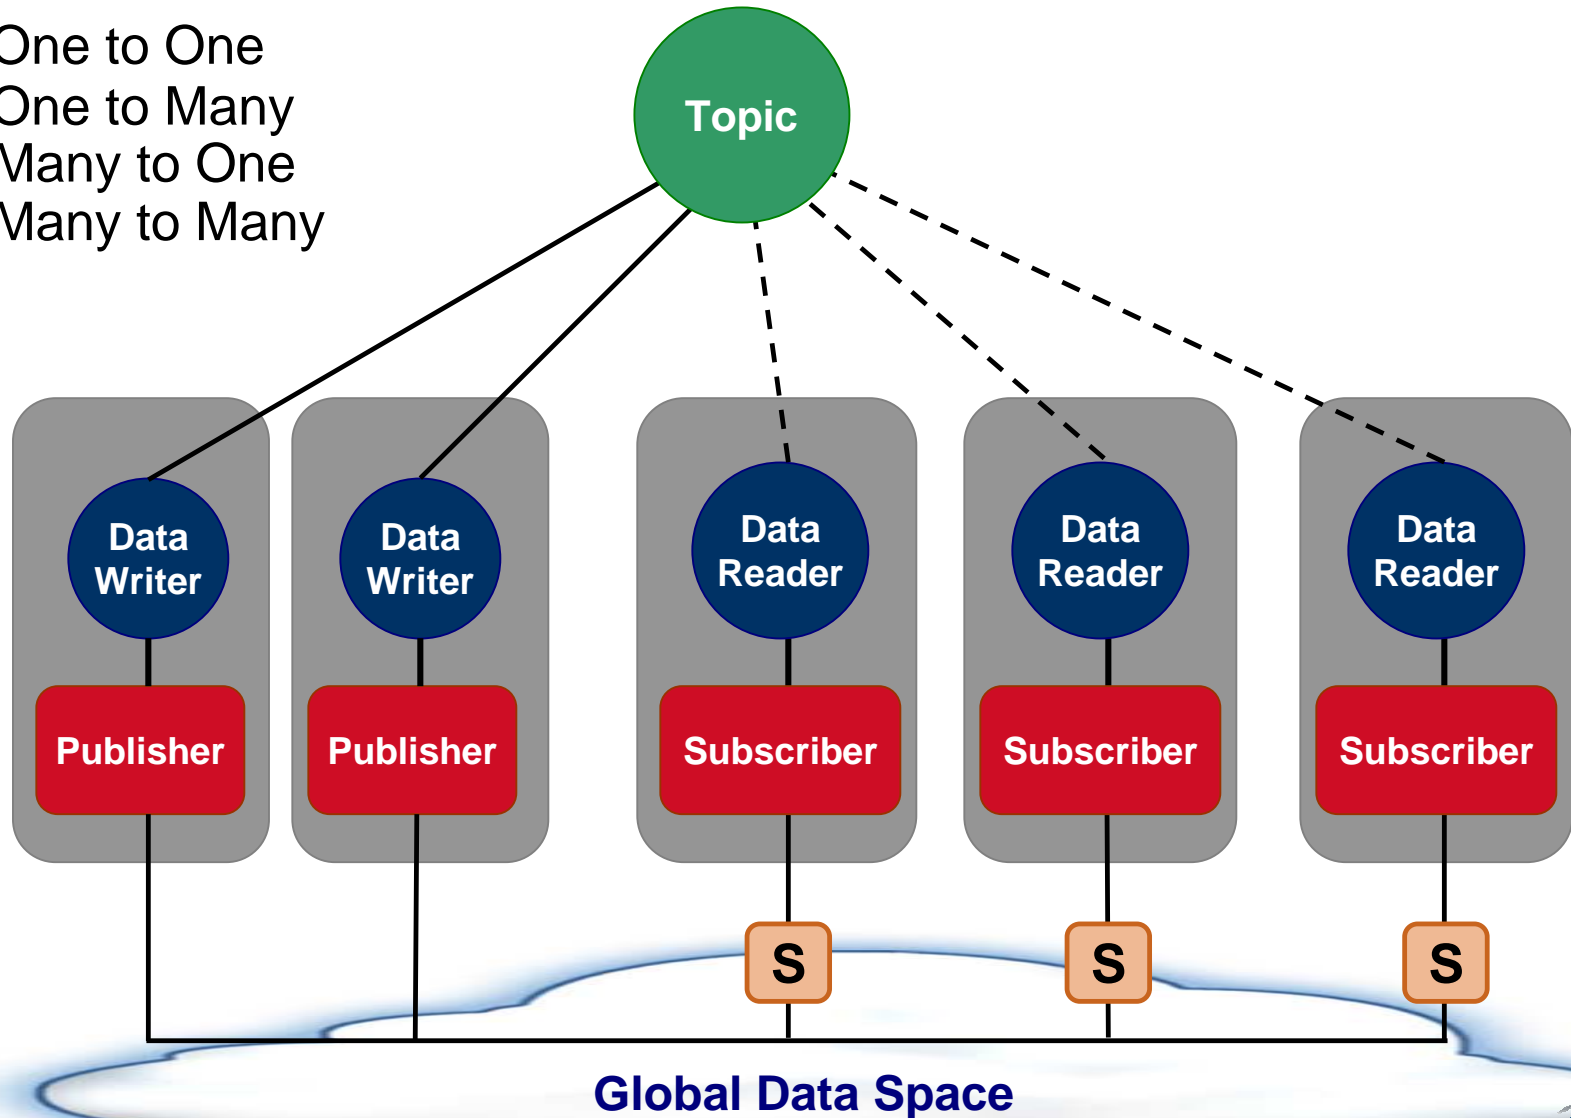 One to One
One to Many
Many to One
Many to Many
Topic
Data
Writer
Data
Writer
Data
Reader
Data
Reader
Data
Reader
Publisher
Publisher
Subscriber
Subscriber
Subscriber
S
S
S
Global Data Space